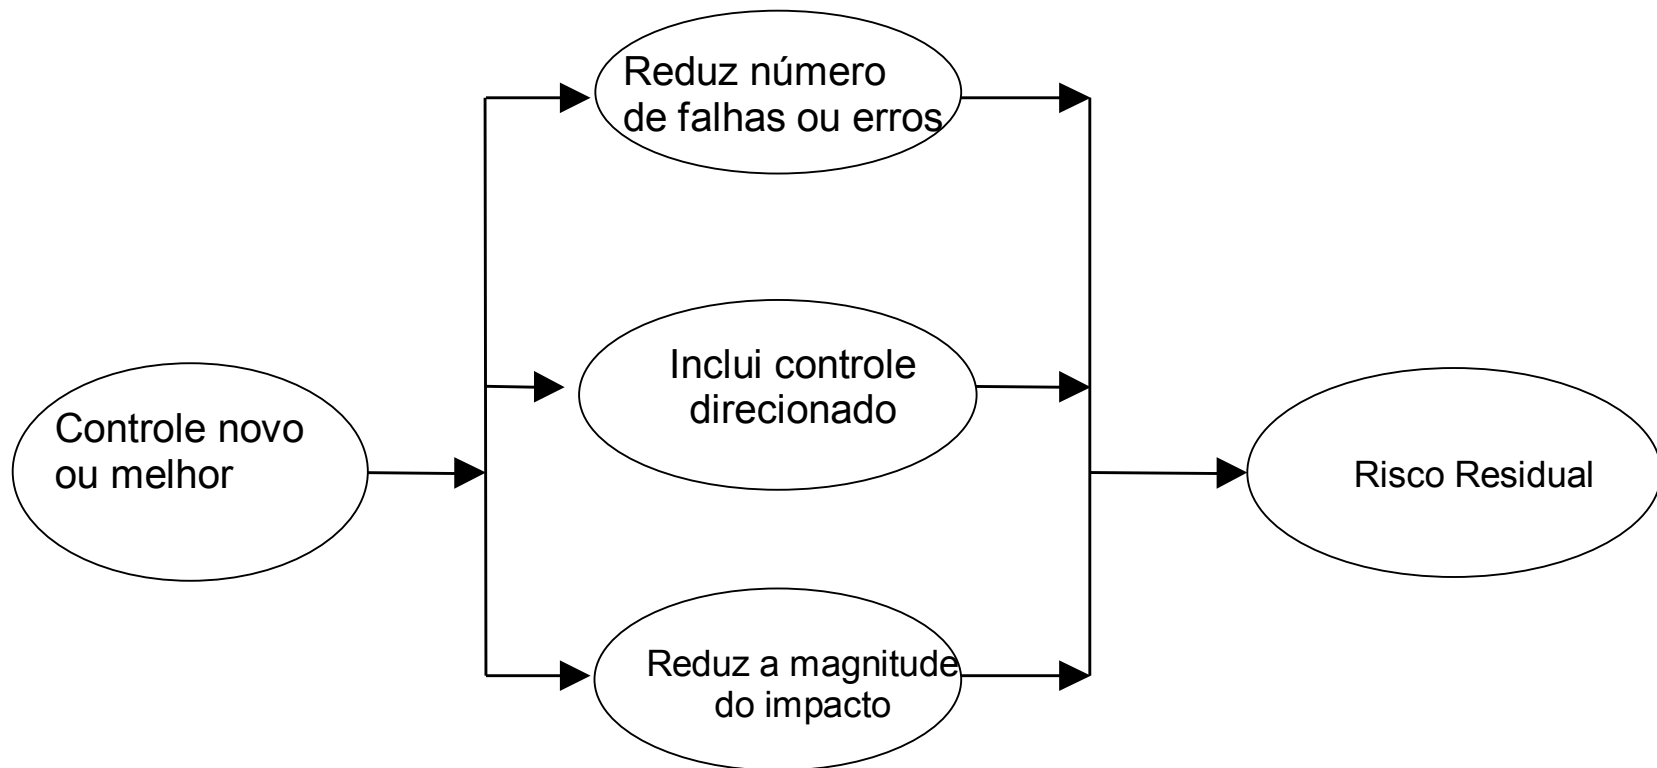 Reduz número
de falhas ou erros
Inclui controle
direcionado
Controle novo
ou melhor
Risco Residual
Reduz a magnitude
do impacto